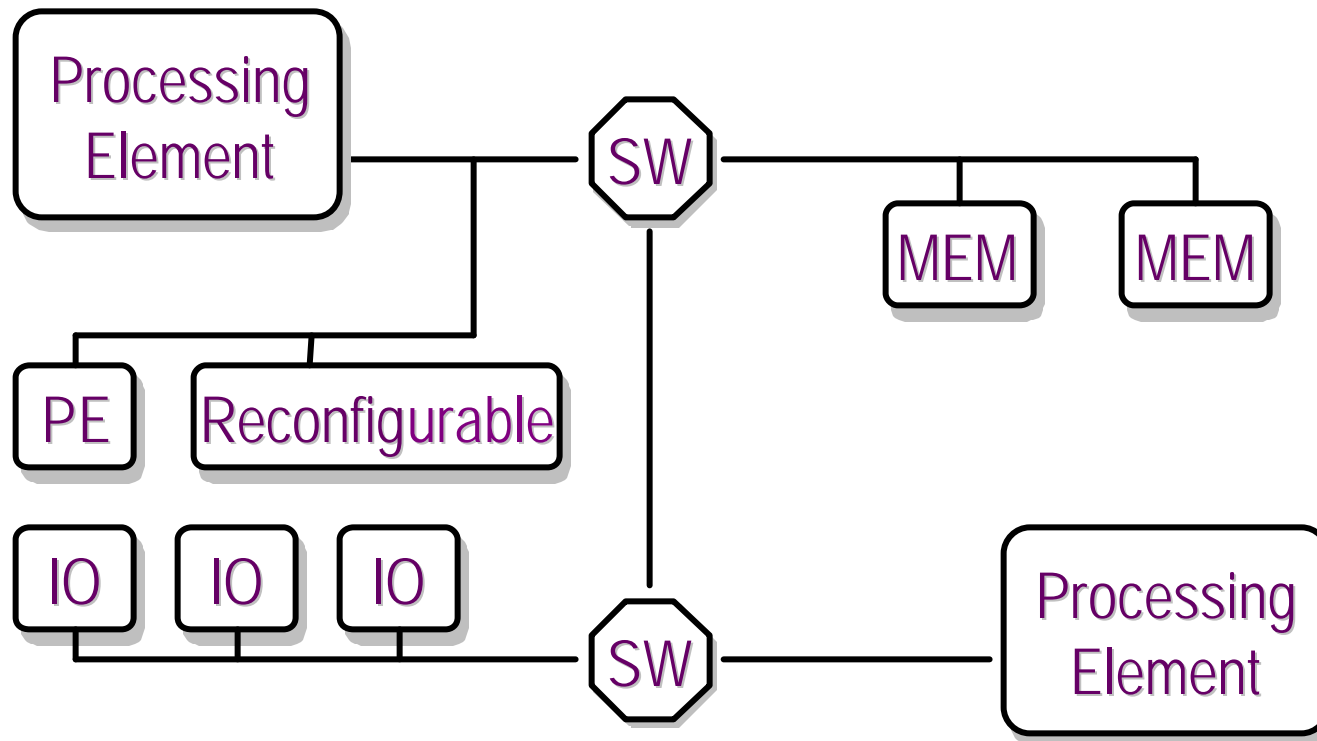 Processing
Element
SW
MEM
MEM
PE
Reconfigurable
IO
IO
IO
SW
Processing
Element